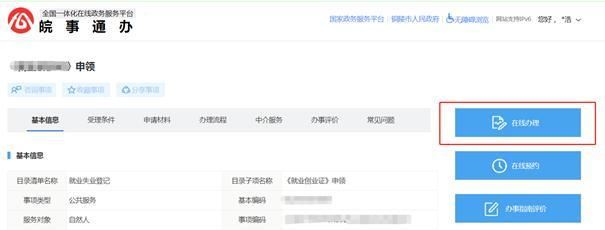 全国一体化在线政务服务平台
皖事通办
国家政务服务平台 铜陵市人民政府 无障碍浏览 网站支持IPv6 您好，*浩
》申领
咨询事项 收藏事项 分享事项
基本信息 受理条件 申请材料 办理流程 中介服务 办事评价 常见问题
在线办理
在线预约
办事指南评价
基本信息
目录清单名称 就业失业登记 目录子项名称 《就业创业证》申领
事项类型 公共服务 基本编码
服务对象 自然人 事项编码